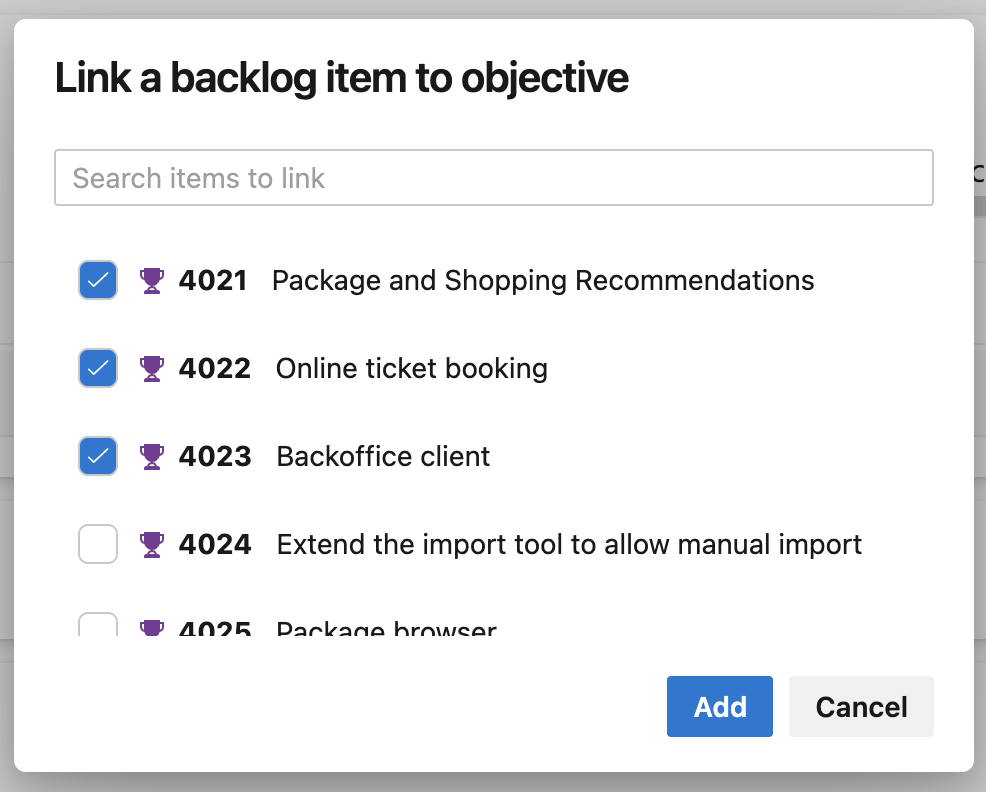 Link a backlog item to objective
Search items to link
4021 Package and Shopping Recommendations
4022 Online ticket booking
4023 Backoffice client
4024 Extend the import tool to allow manual import
4025 Package browser
Add Cancel